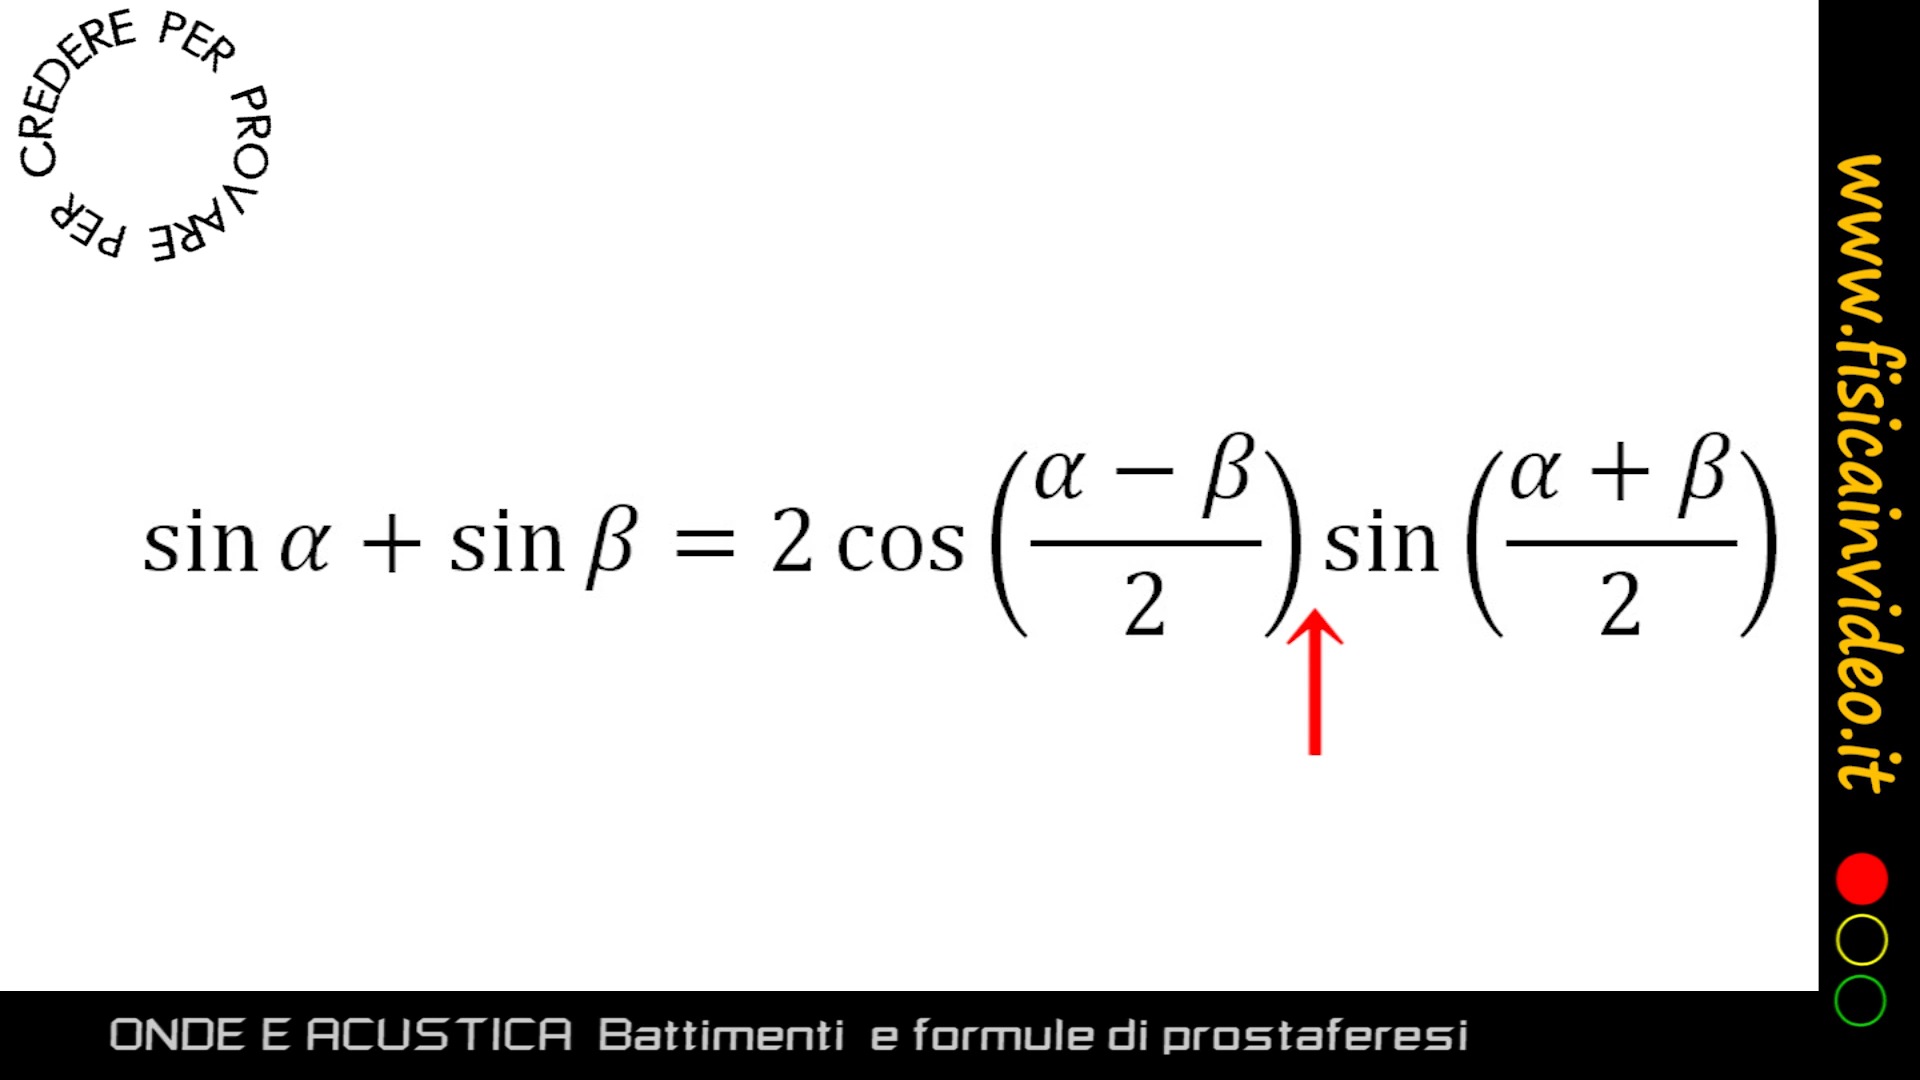 CREDERE PER PROVARE PER
sin α + sin β = 2 cos ((α − β)/2) sin ((α + β)/2)
www.fisicainvideo.it
ONDE E ACUSTICA Battimenti e formule di prostaferesi